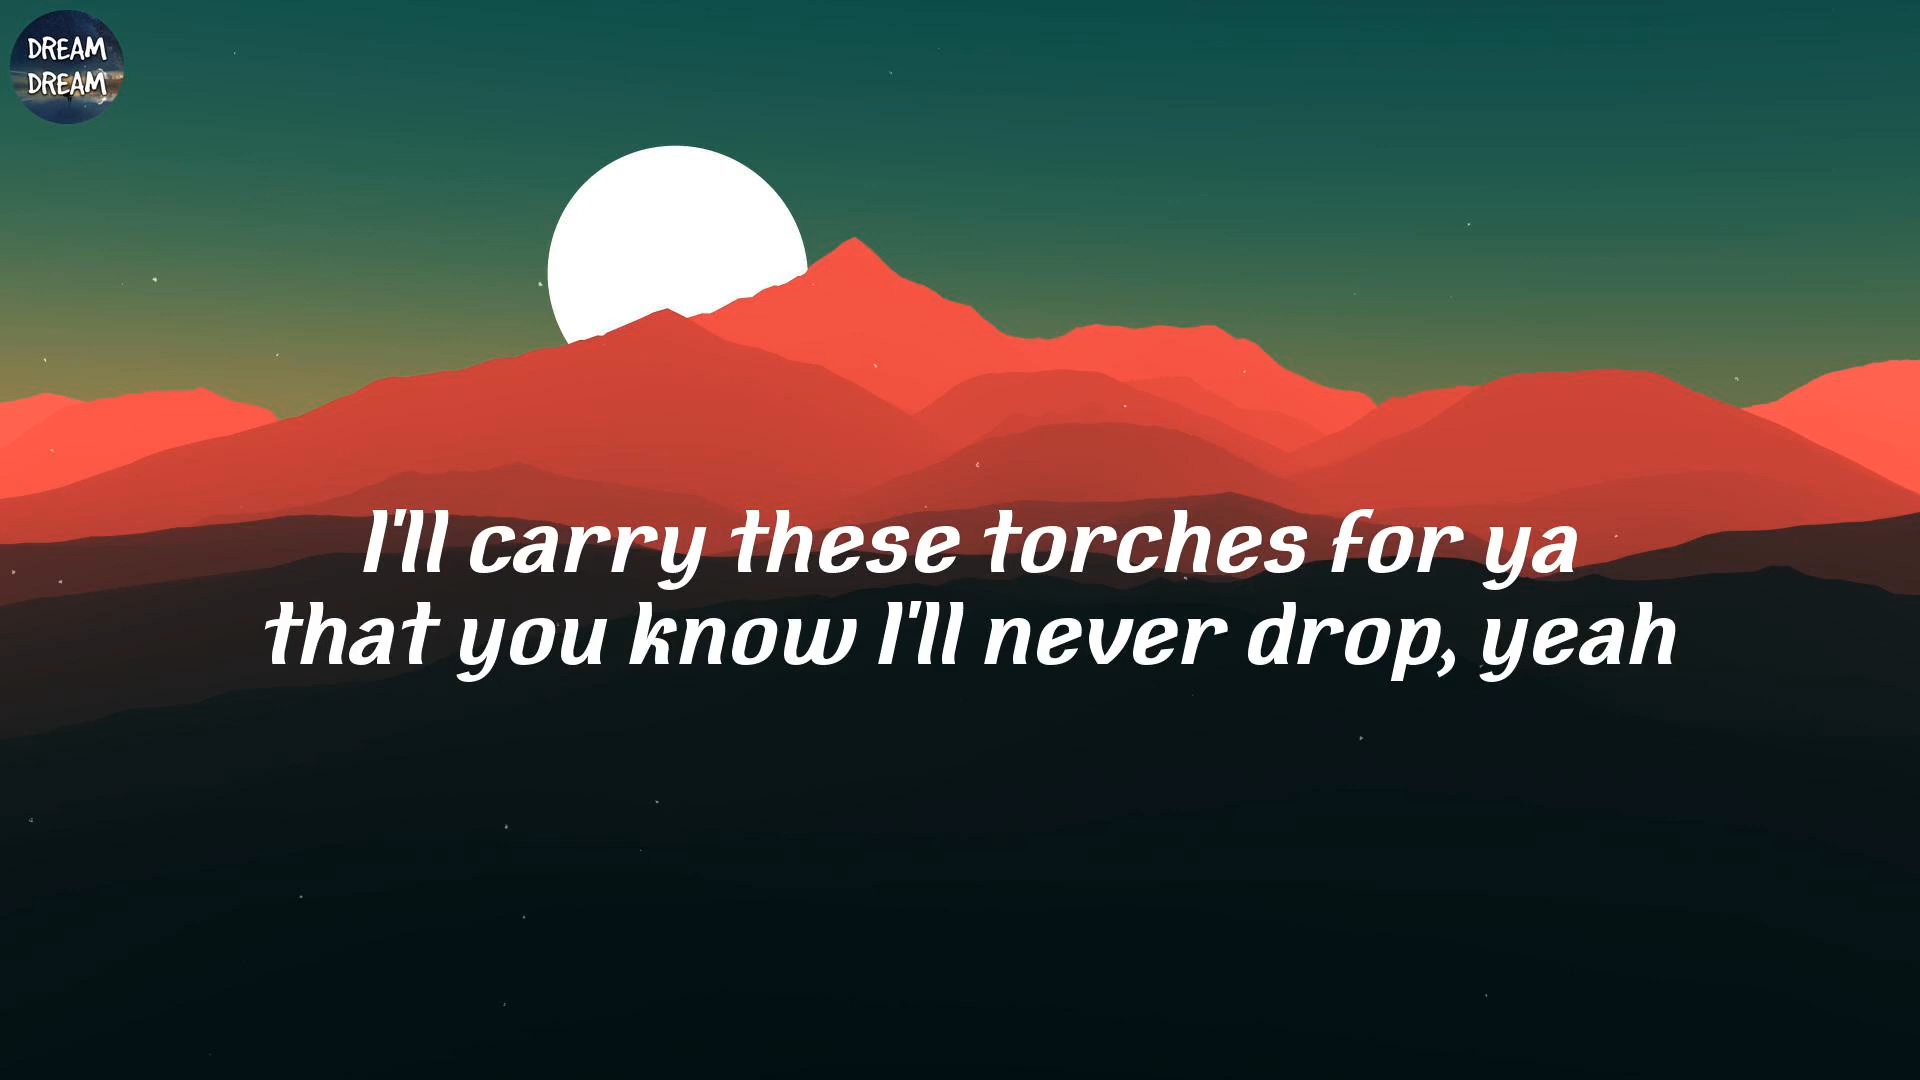 DREAM
DREAM
I'll carry these torches for ya
that you know I'll never drop, yeah